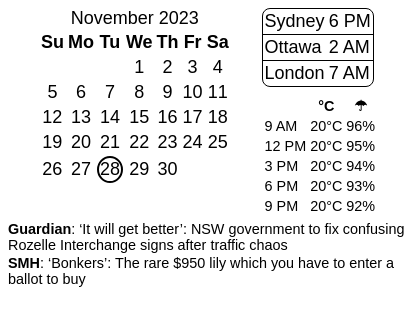 November 2023
Su Mo Tu We Th Fr Sa
1 2 3 4
5 6 7 8 9 10 11
12 13 14 15 16 17 18
19 20 21 22 23 24 25
26 27 28 29 30
Sydney 6 PM
Ottawa 2 AM
London 7 AM
°C ☂
9 AM 20°C 96%
12 PM 20°C 95%
3 PM 20°C 94%
6 PM 20°C 93%
9 PM 20°C 92%
Guardian: ‘It will get better’: NSW government to fix confusing
Rozelle Interchange signs after traffic chaos
SMH: ‘Bonkers’: The rare $950 lily which you have to enter a
ballot to buy